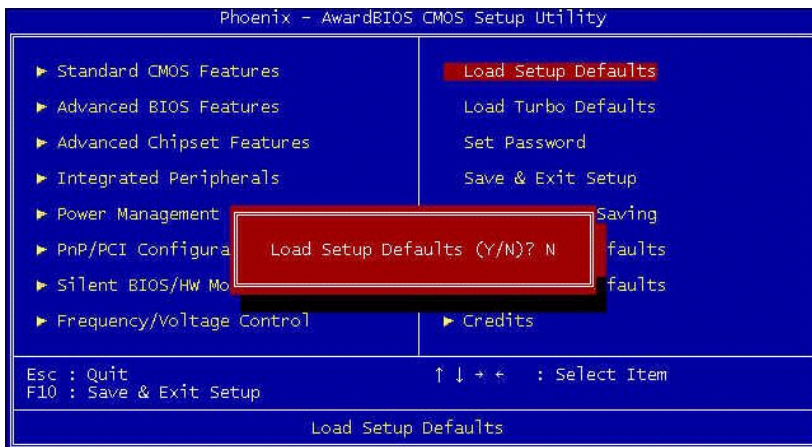 Phoenix - AwardBIOS CMOS Setup Utility
► Standard CMOS Features
► Advanced BIOS Features
► Advanced Chipset Features
► Integrated Peripherals
► Power Management
► PnP/PCI Configura
► Silent BIOS/HW Mo
► Frequency/Voltage Control
Load Setup Defaults
Load Turbo Defaults
Set Password
Save & Exit Setup
Saving
faults
faults
► Credits
Load Setup Defaults (Y/N)? N
Esc : Quit
F10 : Save & Exit Setup
↑ ↓ → ← : Select Item
Load Setup Defaults